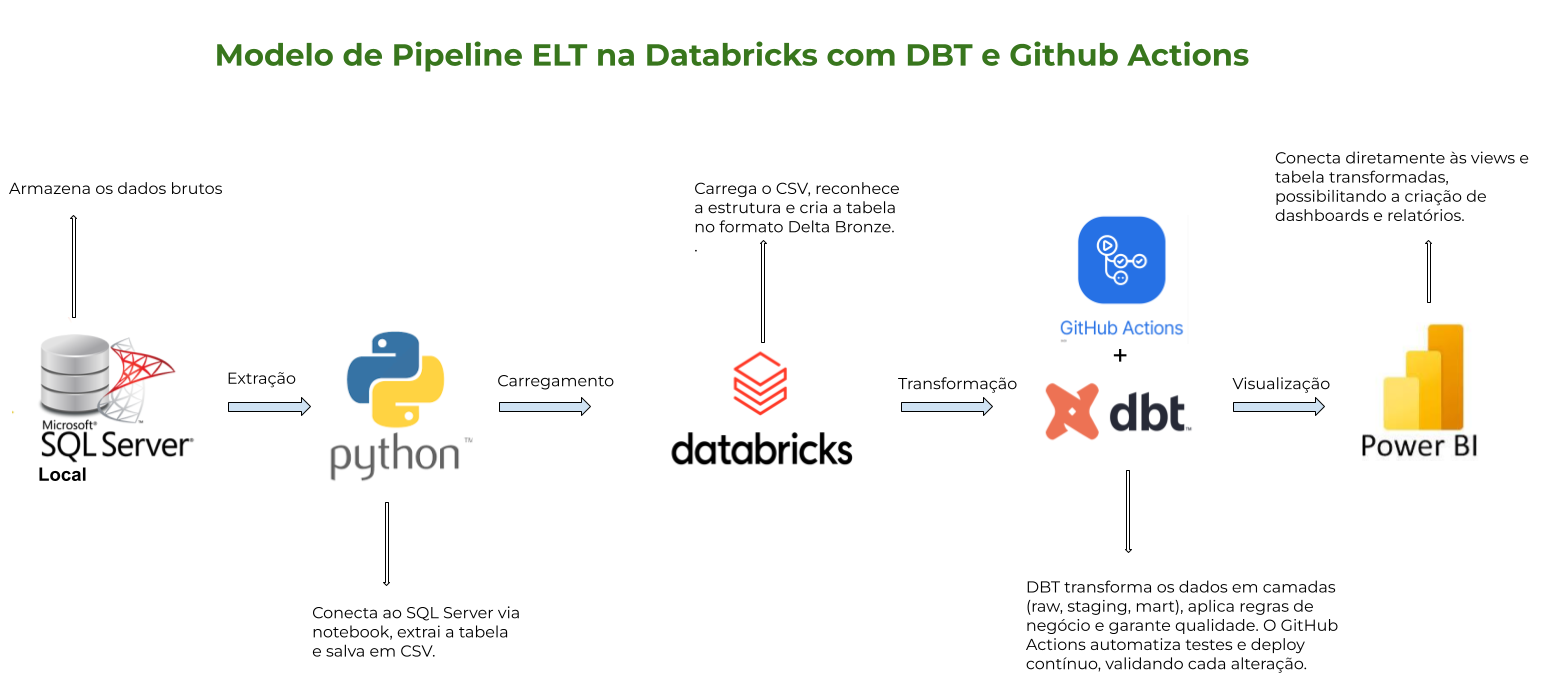 Modelo de Pipeline ELT na Databricks com DBT e Github Actions
Armazena os dados brutos
Microsoft®
SQL Server®
Local
Extração
python™
Conecta ao SQL Server via
notebook, extrai a tabela
e salva em CSV.
Carregamento
Carrega o CSV, reconhece
a estrutura e cria a tabela
no formato Delta Bronze.
.
databricks
Transformação
GitHub Actions
+
dbt™
DBT transforma os dados em camadas
(raw, staging, mart), aplica regras de
negócio e garante qualidade. O GitHub
Actions automatiza testes e deploy
contínuo, validando cada alteração.
Visualização
Conecta diretamente às views e
tabela transformadas,
possibilitando a criação de
dashboards e relatórios.
Power BI